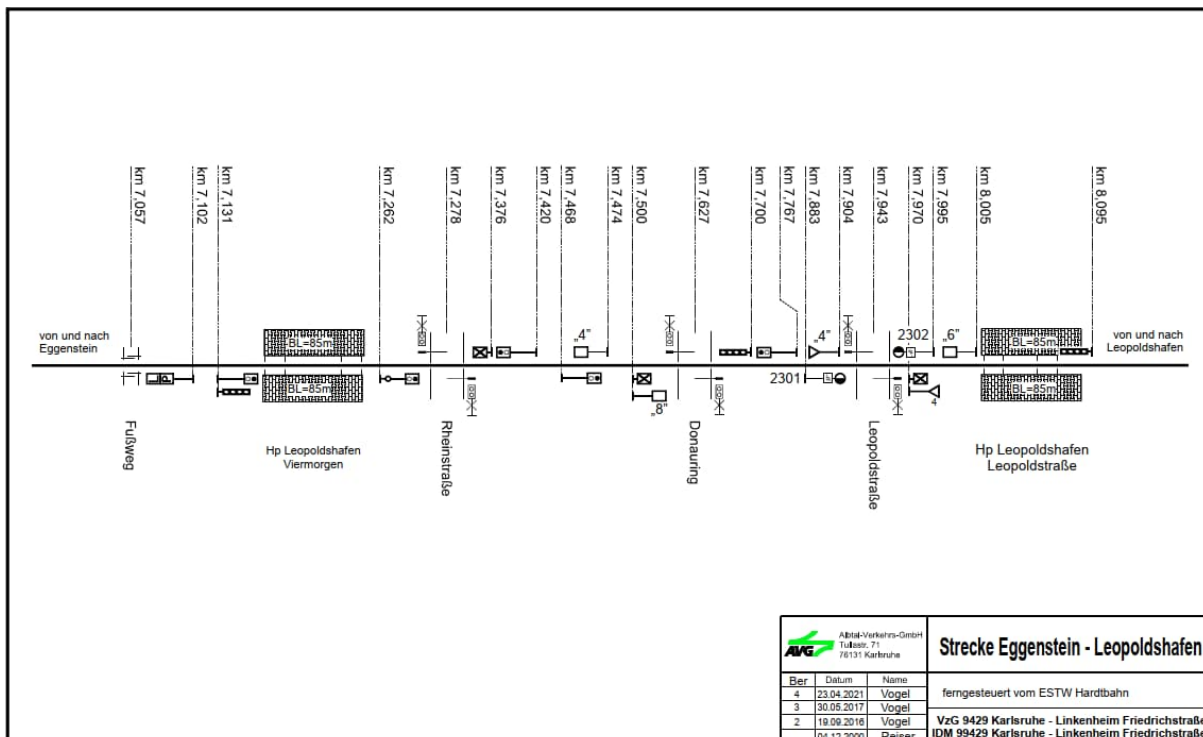 km 7,057
km 7,102
km 7,131
km 7,262
km 7,278
km 7,376
km 7,420
km 7,468
km 7,474
km 7,500
km 7,627
km 7,700
km 7,767
km 7,883
km 7,904
km 7,943
km 7,970
km 7,995
km 8,005
km 8,095
von und nach
Eggenstein
BL=85m
„4”
„4”
2302
„6”
BL=85m
von und nach
Leopoldshafen
BL=85m
„8”
2301
4
BL=85m
Fußweg
Hp Leopoldshafen
Viermorgen
Rheinstraße
Donauring
Leopoldstraße
Hp Leopoldshafen
Leopoldstraße
AVG
Albtal-Verkehrs-GmbH
Tullastr. 71
76131 Karlsruhe
Strecke Eggenstein - Leopoldshafen
Ber Datum Name
4 23.04.2021 Vogel
3 30.05.2017 Vogel
2 19.09.2016 Vogel
04.12.2000 Reiser
ferngesteuert vom ESTW Hardtbahn
VzG 9429 Karlsruhe - Linkenheim Friedrichstraße
IDM 99429 Karlsruhe - Linkenheim Friedrichstraße